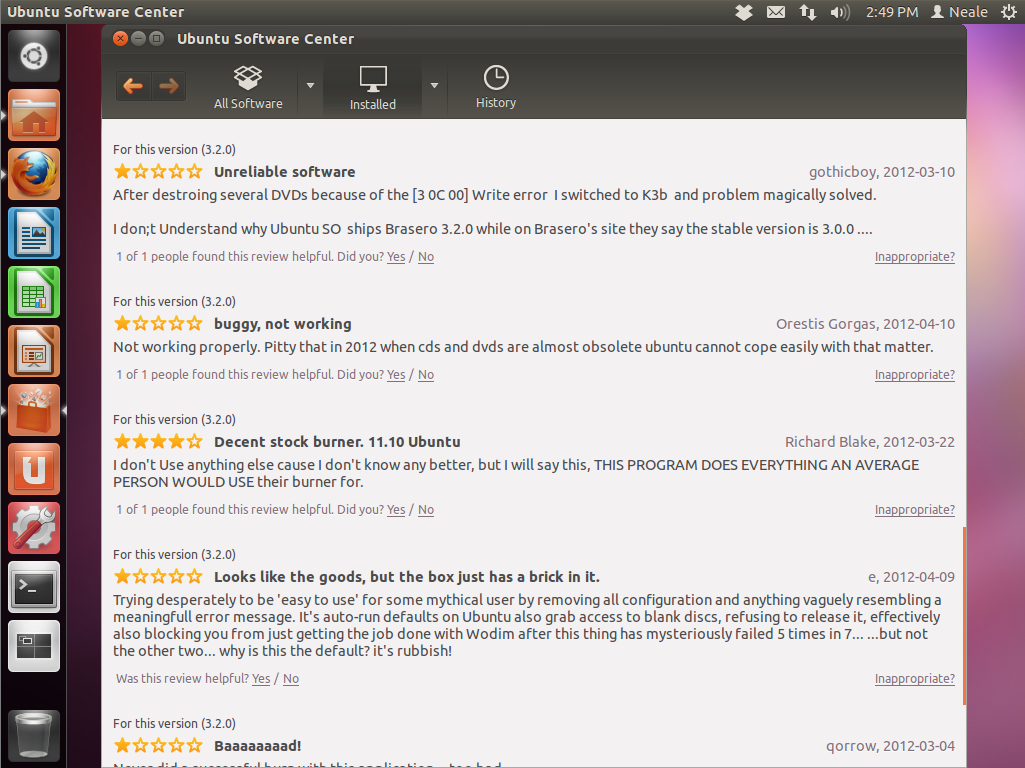 Ubuntu Software Center 2:49 PM Neale
Ubuntu Software Center
All Software Installed History
For this version (3.2.0)
Unreliable software gothicboy, 2012-03-10
After destroing several DVDs because of the [3 0C 00] Write error I switched to K3b and problem magically solved.
I don;t Understand why Ubuntu SO ships Brasero 3.2.0 while on Brasero's site they say the stable version is 3.0.0 ....
1 of 1 people found this review helpful. Did you? Yes / No Inappropriate?
For this version (3.2.0)
buggy, not working Orestis Gorgas, 2012-04-10
Not working properly. Pitty that in 2012 when cds and dvds are almost obsolete ubuntu cannot cope easily with that matter.
1 of 1 people found this review helpful. Did you? Yes / No Inappropriate?
For this version (3.2.0)
Decent stock burner. 11.10 Ubuntu Richard Blake, 2012-03-22
I don't Use anything else cause I don't know any better, but I will say this, THIS PROGRAM DOES EVERYTHING AN AVERAGE
PERSON WOULD USE their burner for.
1 of 1 people found this review helpful. Did you? Yes / No Inappropriate?
For this version (3.2.0)
Looks like the goods, but the box just has a brick in it. e, 2012-04-09
Trying desperately to be 'easy to use' for some mythical user by removing all configuration and anything vaguely resembling a
meaningfull error message. It's auto-run defaults on Ubuntu also grab access to blank discs, refusing to release it, effectively
also blocking you from just getting the job done with Wodim after this thing has mysteriously failed 5 times in 7... ...but not
the other two... why is this the default? it's rubbish!
Was this review helpful? Yes / No Inappropriate?
For this version (3.2.0)
Baaaaaaaad! qorrow, 2012-03-04
Never did a successful burn with this application... too bad